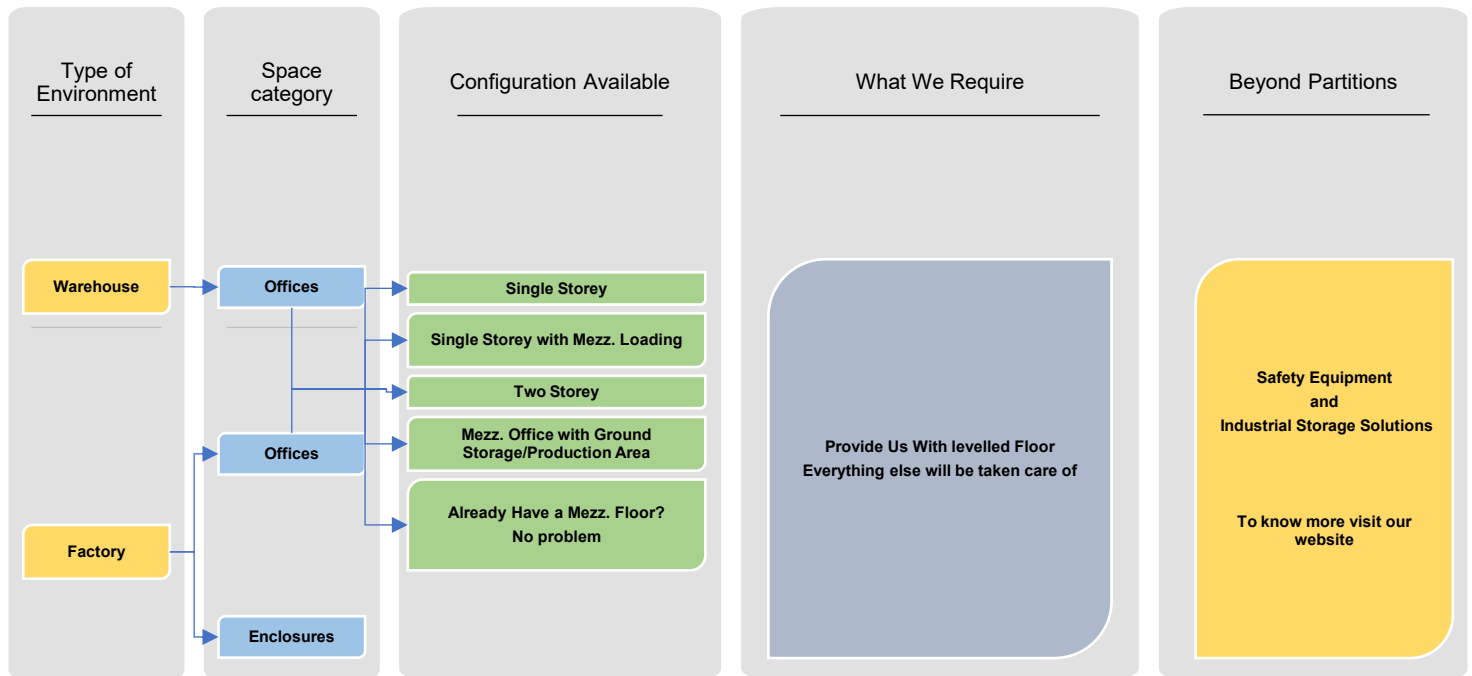 Type of
Environment
Space
category
Configuration Available
What We Require
Beyond Partitions
Warehouse
Factory
Offices
Offices
Enclosures
Single Storey
Single Storey with Mezz. Loading
Two Storey
Mezz. Office with Ground
Storage/Production Area
Already Have a Mezz. Floor?
No problem
Provide Us With levelled Floor
Everything else will be taken care of
Safety Equipment
and
Industrial Storage Solutions
To know more visit our
website